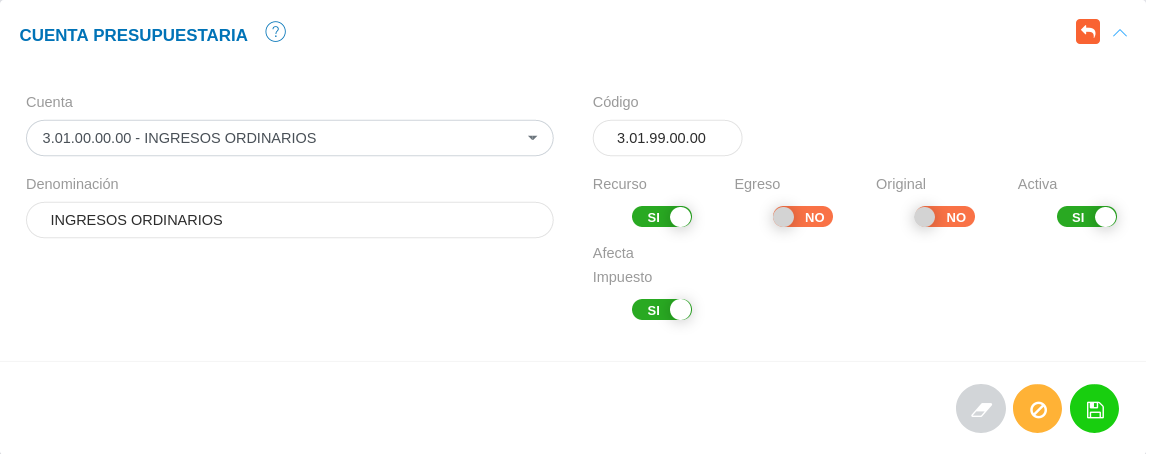 CUENTA PRESUPUESTARIA ?
Cuenta
3.01.00.00.00 - INGRESOS ORDINARIOS
Denominación
INGRESOS ORDINARIOS
Código
3.01.99.00.00
Recurso Egreso Original Activa
SI NO NO SI
Afecta
Impuesto
SI